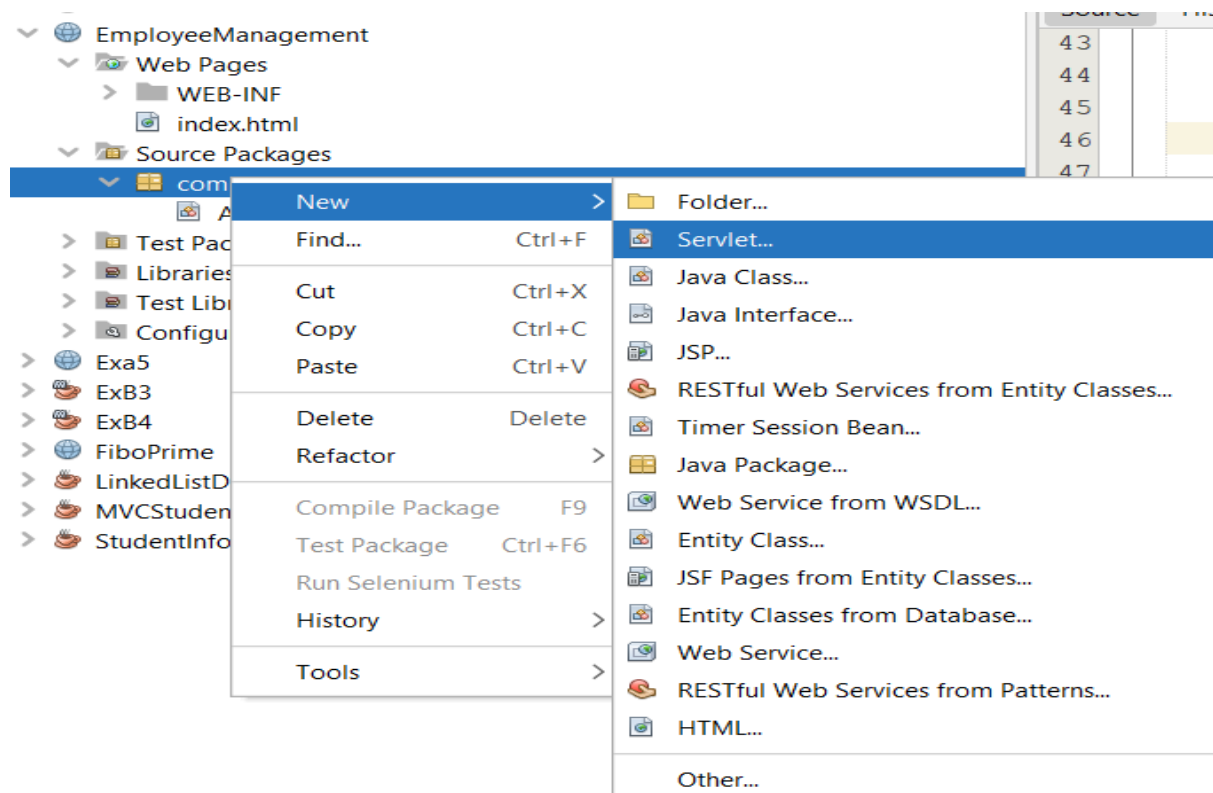 EmployeeManagement
Web Pages
WEB-INF
index.html
Source Packages
com
A
Test Pac
Libraries
Test Lib
Configu
Exa5
ExB3
ExB4
FiboPrime
LinkedListD
MVCStuden
StudentInfo
New >
Find... Ctrl+F
Cut Ctrl+X
Copy Ctrl+C
Paste Ctrl+V
Delete Delete
Refactor >
Compile Package F9
Test Package Ctrl+F6
Run Selenium Tests
History >
Tools >
Folder...
Servlet...
Java Class...
Java Interface...
JSP...
RESTful Web Services from Entity Classes...
Timer Session Bean...
Java Package...
Web Service from WSDL...
Entity Class...
JSF Pages from Entity Classes...
Entity Classes from Database...
Web Service...
RESTful Web Services from Patterns...
HTML...
Other...
Source
43
44
45
46
47